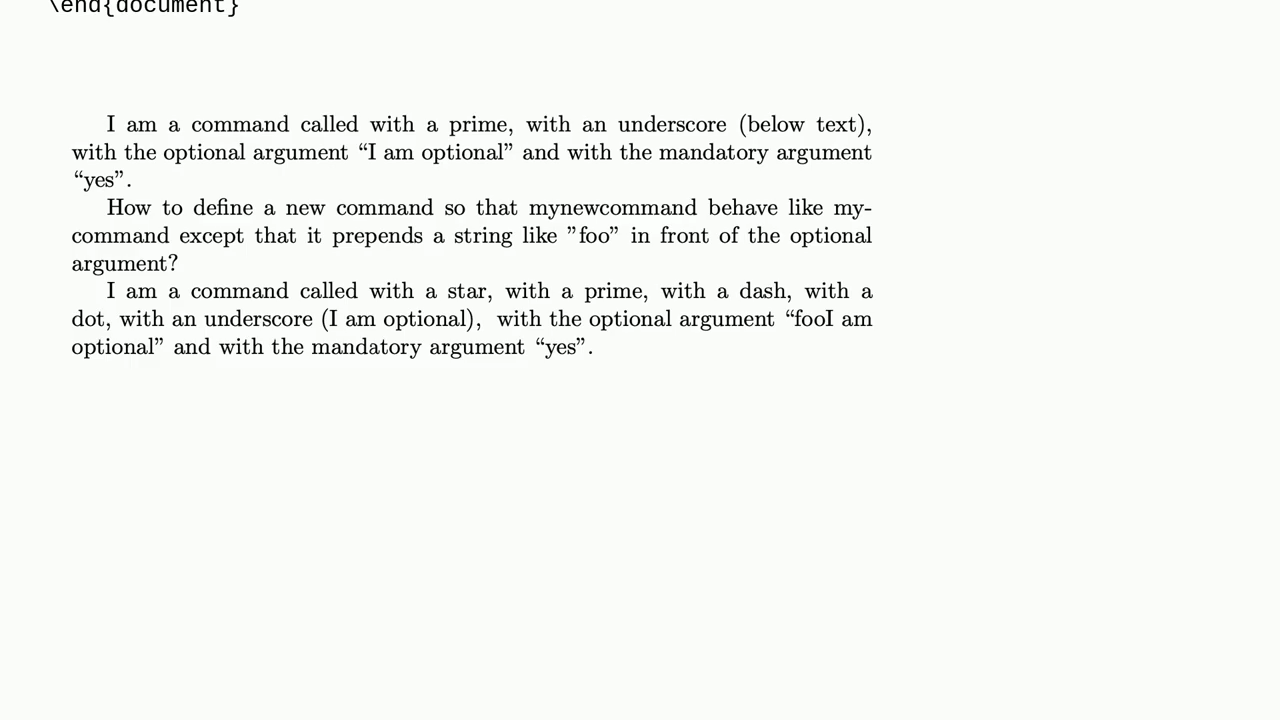 \end{document}
I am a command called with a prime, with an underscore (below text),
with the optional argument “I am optional” and with the mandatory argument
“yes”.
How to define a new command so that mynewcommand behave like my-
command except that it prepends a string like ”foo” in front of the optional
argument?
I am a command called with a star, with a prime, with a dash, with a
dot, with an underscore (I am optional),  with the optional argument “fooI am
optional” and with the mandatory argument “yes”.